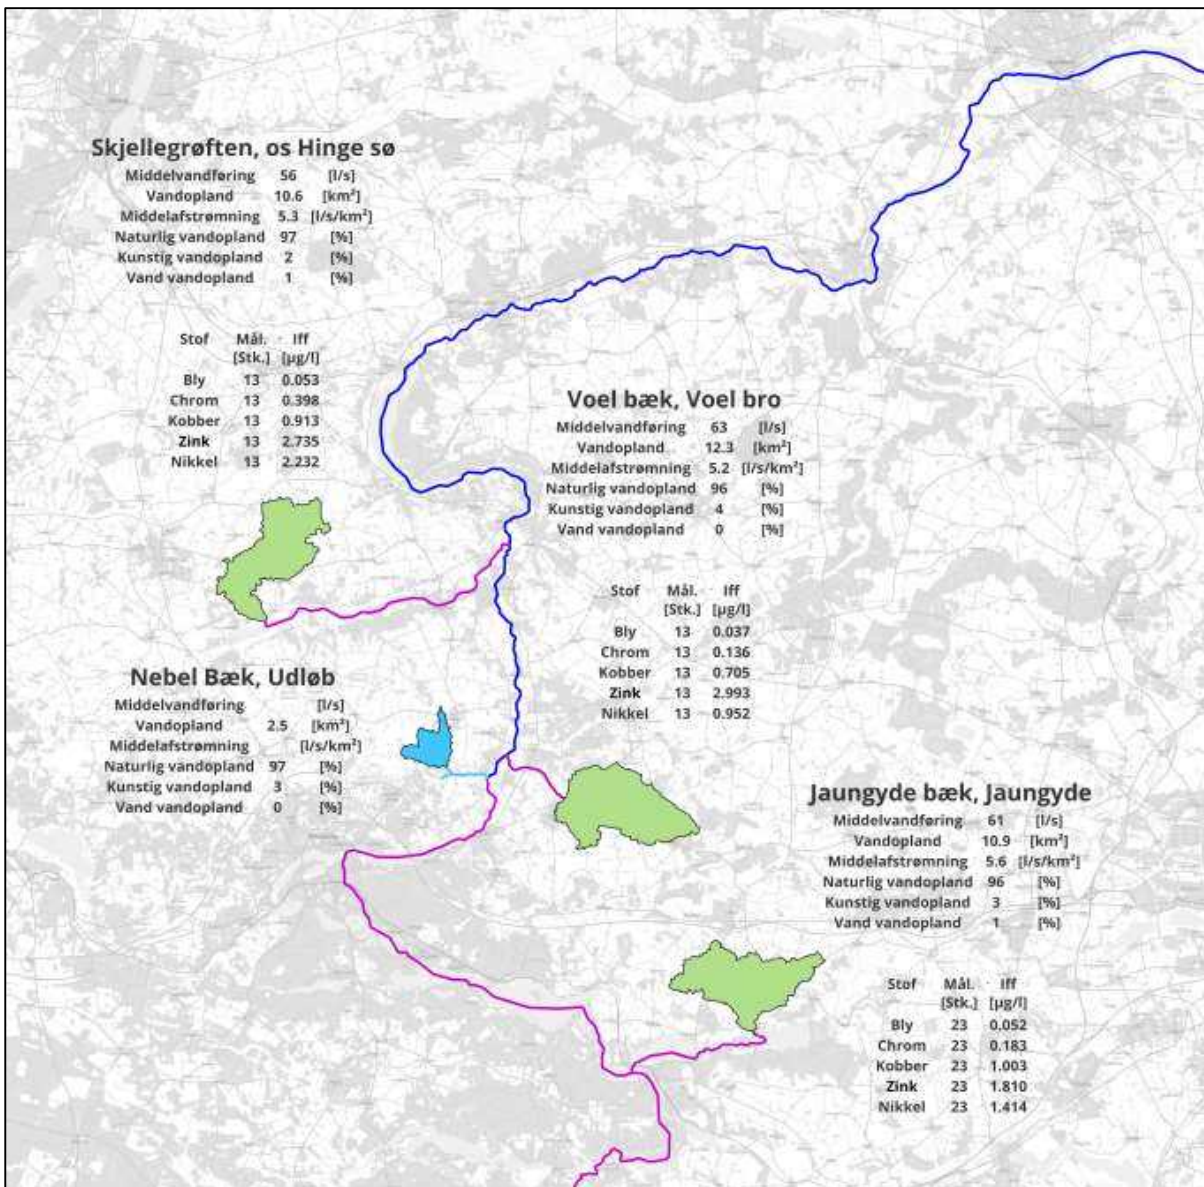 Skjellegrøften, os Hinge sø
Middelvandføring 56 [l/s]
Vandopland 10.6 [km²]
Middelafstrømning 5.3 [l/s/km²]
Naturlig vandopland 97 [%]
Kunstig vandopland 2 [%]
Vand vandopland 1 [%]
Stof Mål. Iff
[Stk.] [µg/l]
Bly 13 0.053
Chrom 13 0.398
Kobber 13 0.913
Zink 13 2.735
Nikkel 13 2.232
Voel bæk, Voel bro
Middelvandføring 63 [l/s]
Vandopland 12.3 [km²]
Middelafstrømning 5.2 [l/s/km²]
Naturlig vandopland 96 [%]
Kunstig vandopland 4 [%]
Vand vandopland 0 [%]
Stof Mål. Iff
[Stk.] [µg/l]
Bly 13 0.037
Chrom 13 0.136
Kobber 13 0.705
Zink 13 2.993
Nikkel 13 0.952
Nebel Bæk, Udløb
Middelvandføring [l/s]
Vandopland 2.5 [km²]
Middelafstrømning [l/s/km²]
Naturlig vandopland 97 [%]
Kunstig vandopland 3 [%]
Vand vandopland 0 [%]
Jaungyde bæk, Jaungyde
Middelvandføring 61 [l/s]
Vandopland 10.9 [km²]
Middelafstrømning 5.6 [l/s/km²]
Naturlig vandopland 96 [%]
Kunstig vandopland 3 [%]
Vand vandopland 1 [%]
Stof Mål. Iff
[Stk.] [µg/l]
Bly 23 0.052
Chrom 23 0.183
Kobber 23 1.003
Zink 23 1.810
Nikkel 23 1.414